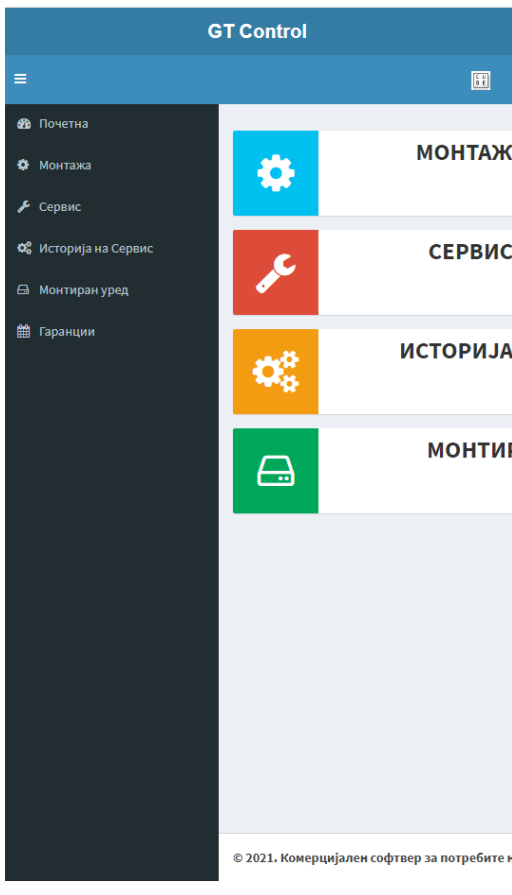 GT Control
Почетна
Монтажа
Сервис
Историја на Сервис
Монтиран уред
Гаранции
МОНТАЖ
СЕРВИС
ИСТОРИЈА
МОНТИР
© 2021. Комерцијален софтвер за потребите н